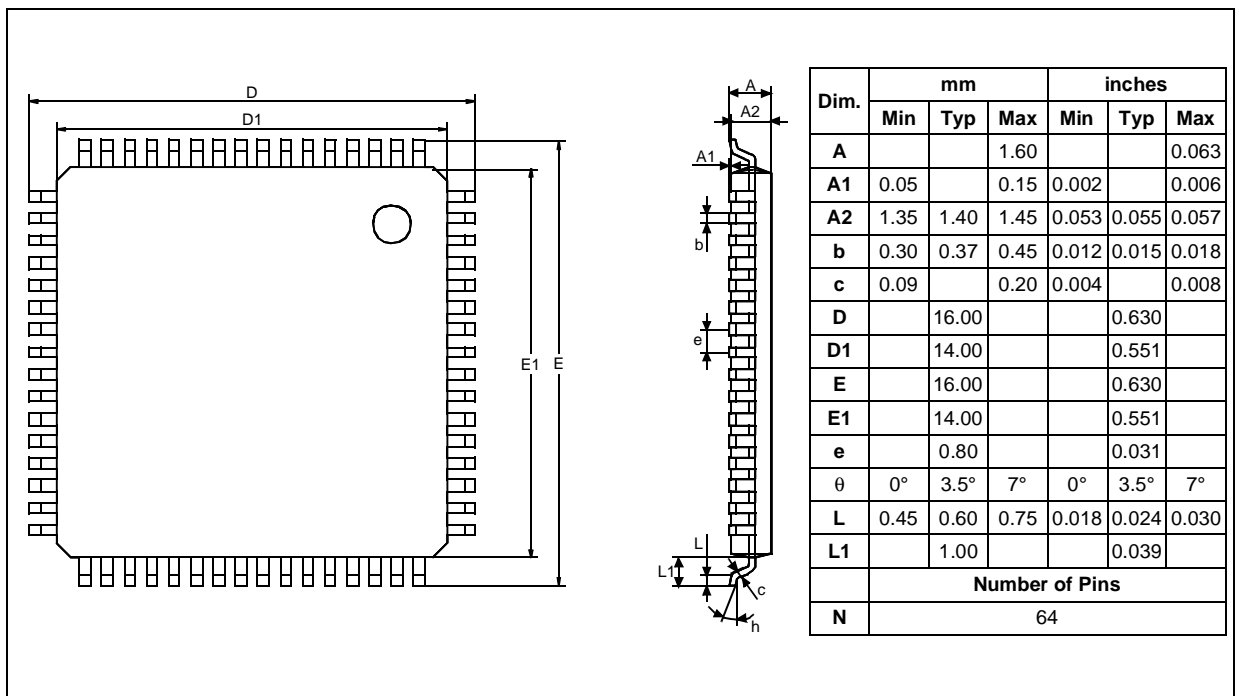 D
D1
E1 E
A
A2
A1
b
e
L
L1
c
h
Dim. mm inches
Min Typ Max Min Typ Max
A 1.60 0.063
A1 0.05 0.15 0.002 0.006
A2 1.35 1.40 1.45 0.053 0.055 0.057
b 0.30 0.37 0.45 0.012 0.015 0.018
c 0.09 0.20 0.004 0.008
D 16.00 0.630
D1 14.00 0.551
E 16.00 0.630
E1 14.00 0.551
e 0.80 0.031
θ 0° 3.5° 7° 0° 3.5° 7°
L 0.45 0.60 0.75 0.018 0.024 0.030
L1 1.00 0.039
Number of Pins
N 64